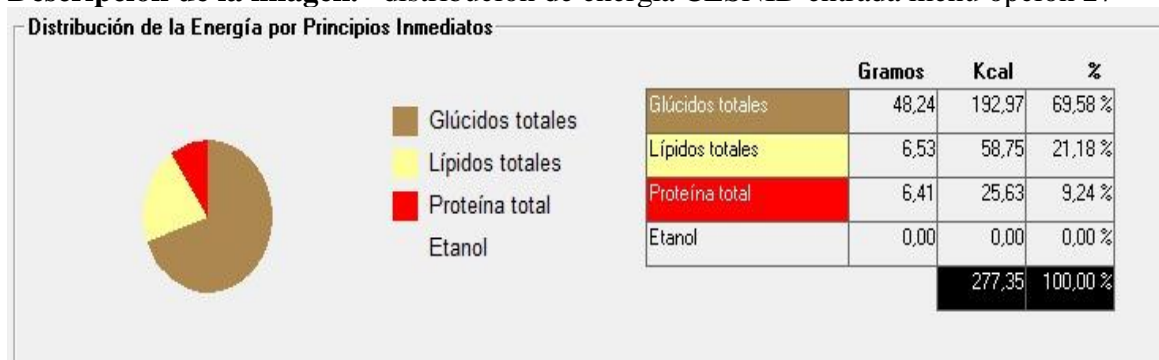 Distribución de la Energía por Principios Inmediatos
Gramos Kcal %
Glúcidos totales
Lípidos totales
Proteína total
Etanol
Glúcidos totales 48,24 192,97 69,58 %
Lípidos totales 6,53 58,75 21,18 %
Proteína total 6,41 25,63 9,24 %
Etanol 0,00 0,00 0,00 %
277,35 100,00 %